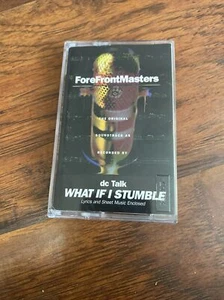 ForeFrontMasters
THE ORIGINAL
SOUNDTRACK AS
RECORDED BY
dc Talk
WHAT IF I STUMBLE
Lyrics and Sheet Music Enclosed